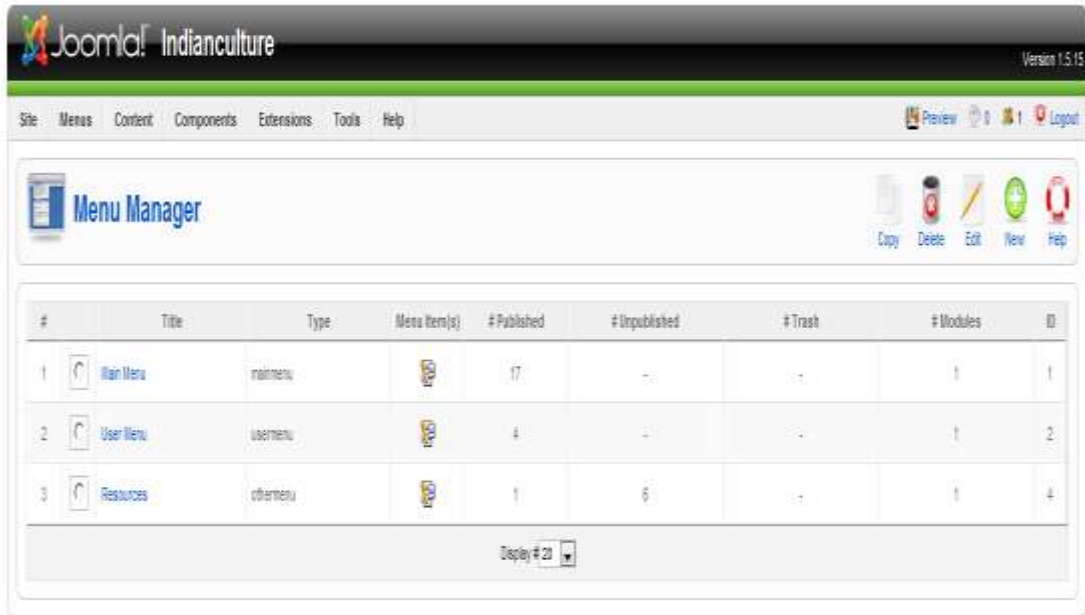 Joomla! Indianculture
Version 1.5.15
Site Menus Content Components Extensions Tools Help Preview 0 1 Logout
Menu Manager
Copy Delete Edit New Help
# Title Type Menu Item(s) # Published # Unpublished # Trash # Modules ID
1 Main Menu mainmenu 17 - - 1 1
2 User Menu usermenu 4 - - 1 2
3 Resources othermenu 1 6 - 1 4
Display # 20